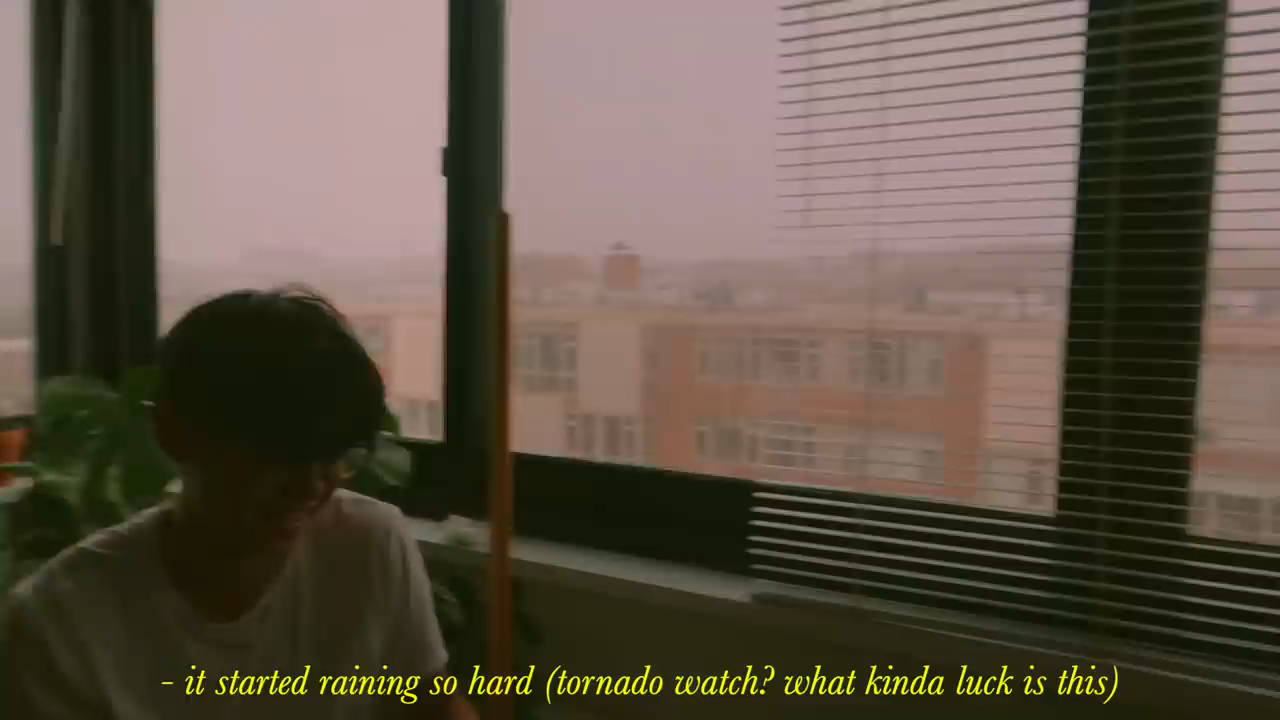 - it started raining so hard (tornado watch? what kinda luck is this)